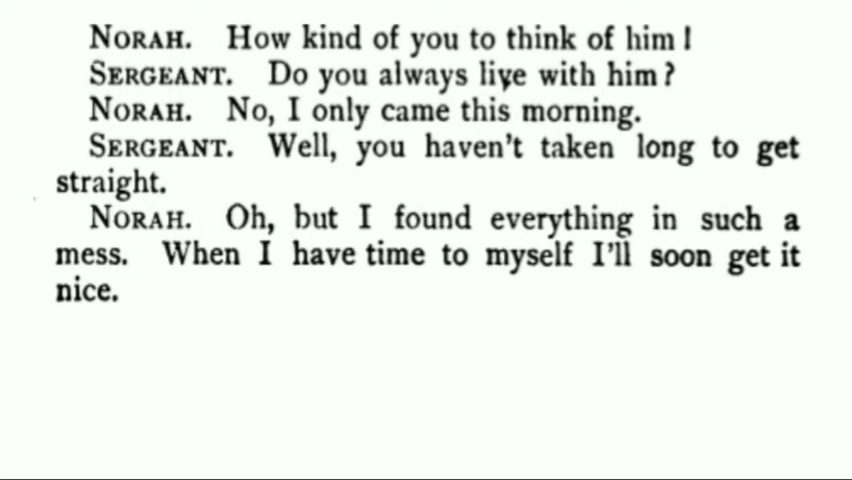 NORAH. How kind of you to think of him!
SERGEANT. Do you always live with him?
NORAH. No, I only came this morning.
SERGEANT. Well, you haven't taken long to get
straight.
NORAH. Oh, but I found everything in such a
mess. When I have time to myself I'll soon get it
nice.